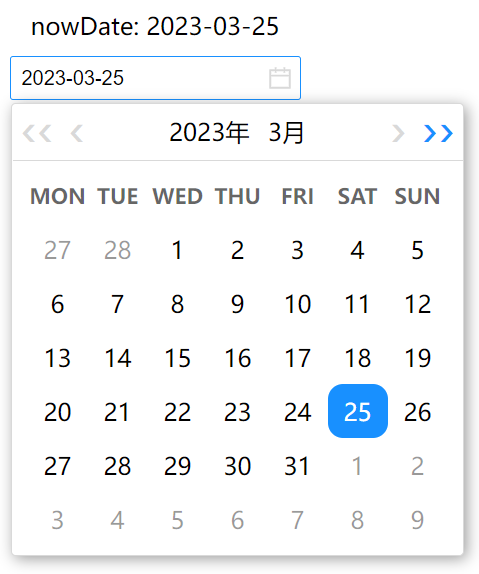 nowDate: 2023-03-25
2023-03-25
2023年 3月
MON TUE WED THU FRI SAT SUN
27 28 1 2 3 4 5
6 7 8 9 10 11 12
13 14 15 16 17 18 19
20 21 22 23 24 25 26
27 28 29 30 31 1 2
3 4 5 6 7 8 9